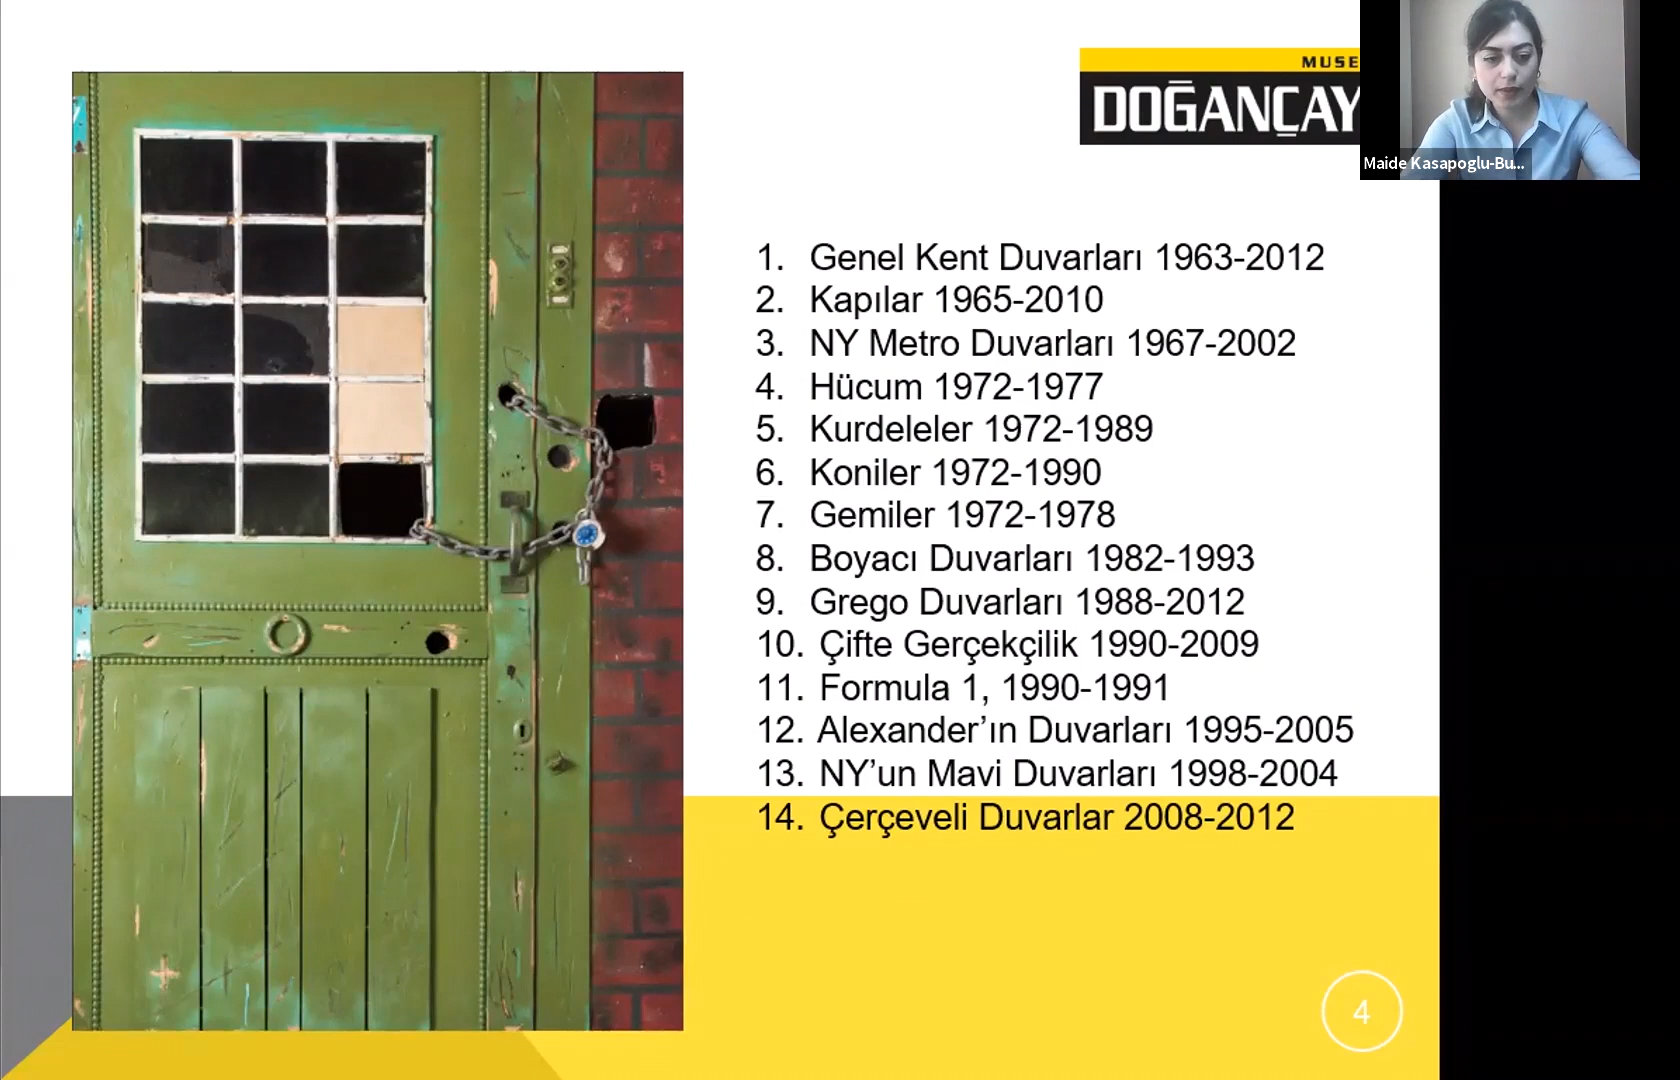 MUSE
DOĞANÇAY
Maide Kasapoglu-Bu...
1. Genel Kent Duvarları 1963-2012
2. Kapılar 1965-2010
3. NY Metro Duvarları 1967-2002
4. Hücum 1972-1977
5. Kurdeleler 1972-1989
6. Koniler 1972-1990
7. Gemiler 1972-1978
8. Boyacı Duvarları 1982-1993
9. Grego Duvarları 1988-2012
10. Çifte Gerçekçilik 1990-2009
11. Formula 1, 1990-1991
12. Alexander’ın Duvarları 1995-2005
13. NY’un Mavi Duvarları 1998-2004
14. Çerçeveli Duvarlar 2008-2012
4